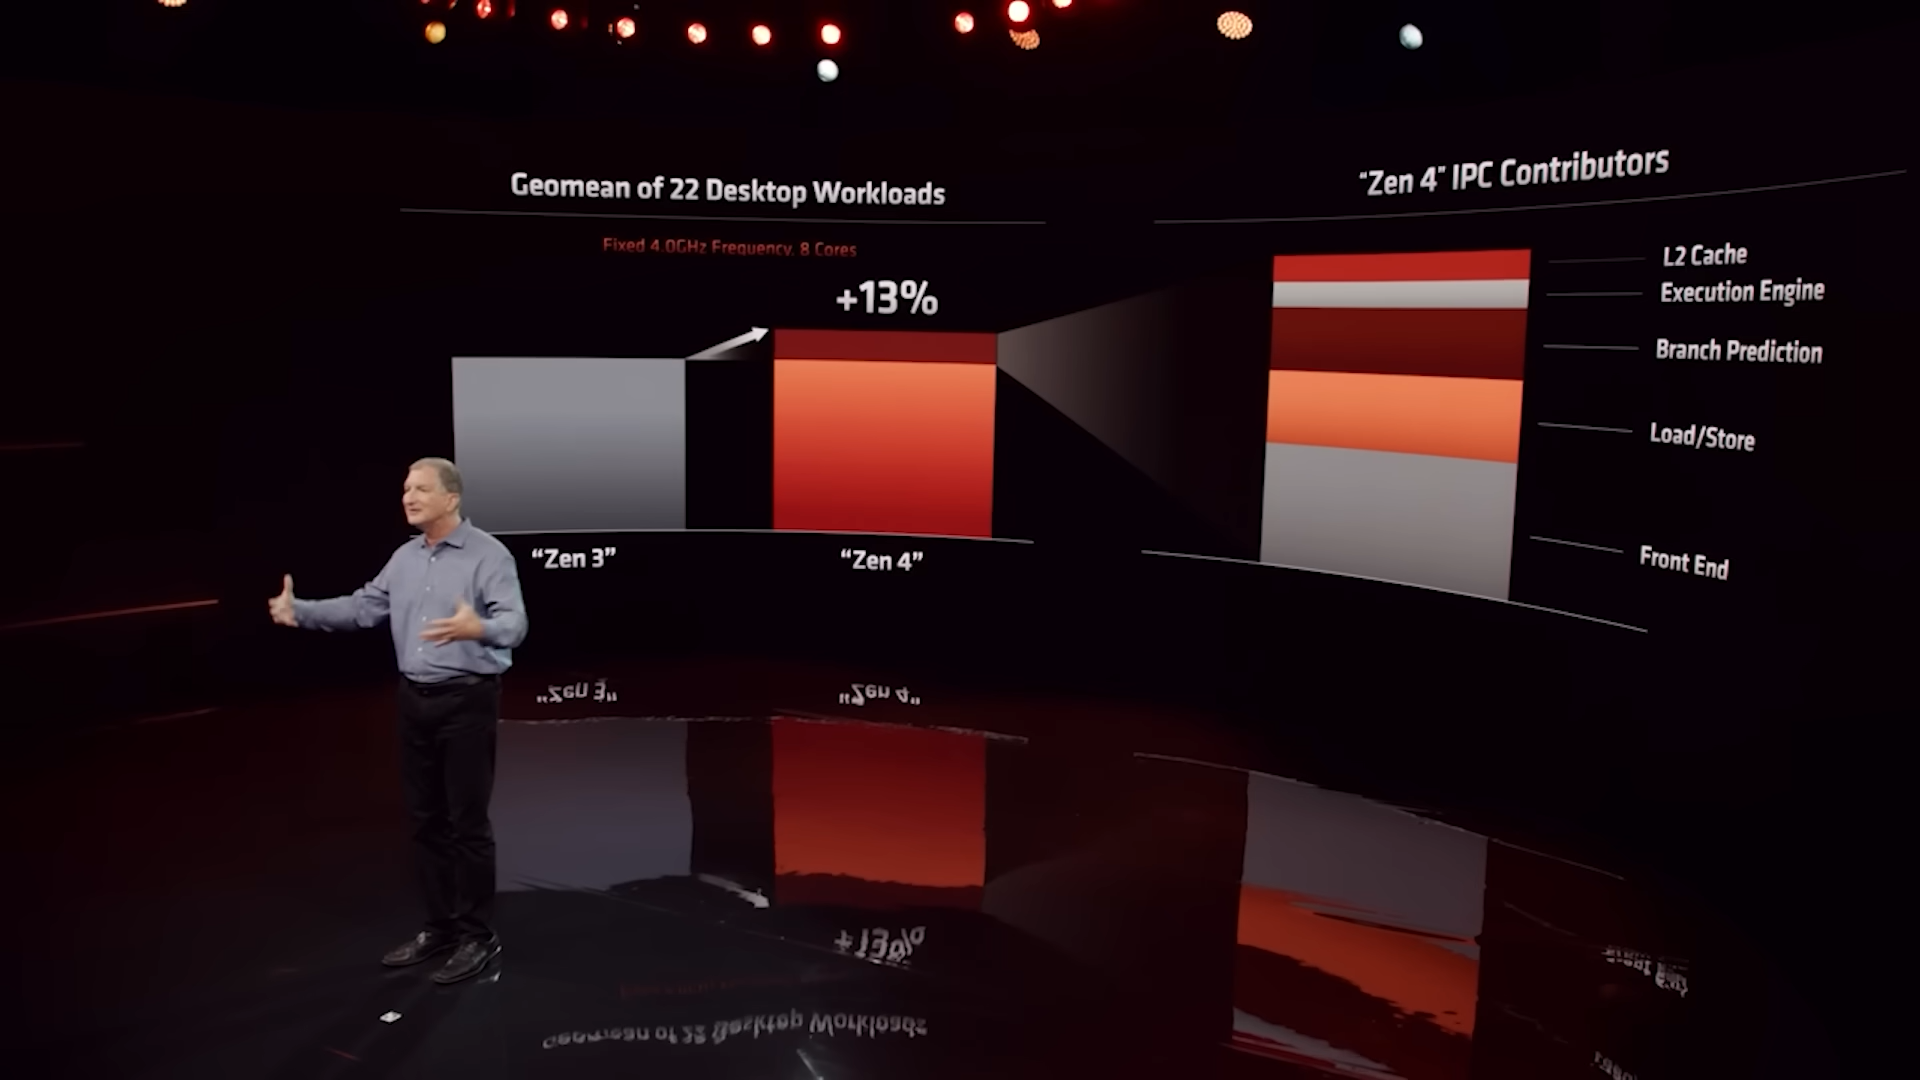 Geomean of 22 Desktop Workloads
Fixed 4.0GHz Frequency, 8 Cores
+13%
“Zen 3”
“Zen 4”
“Zen 4” IPC Contributors
L2 Cache
Execution Engine
Branch Prediction
Load/Store
Front End